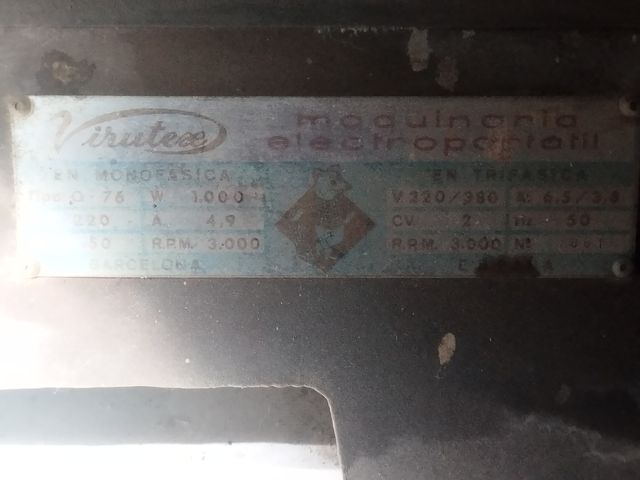 Virutex maquinaria
electroportatil
EN MONOFASICA EN TRIFASICA
Tipo O-76 W. 1.000 V. 220/380 A. 6,5/3,8
220 A. 4,9 CV. 2 Hz 50
50 R.P.M. 3.000 R.P.M. 3.000 Nº
BARCELONA